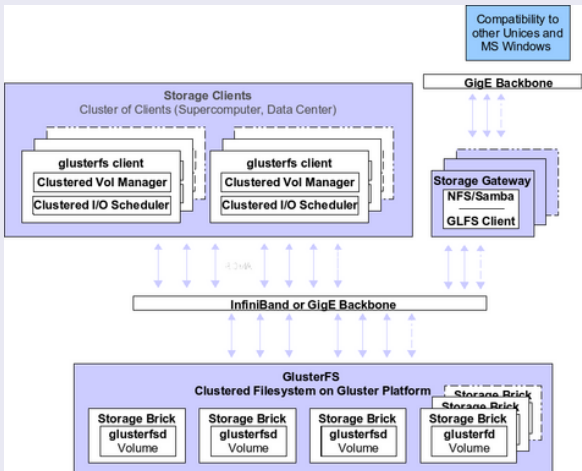 Compatibility to
other Unices and
MS Windows
GigE Backbone
Storage Clients
Cluster of Clients (Supercomputer, Data Center)
glusterfs client
Clustered Vol Manager
Clustered I/O Scheduler
glusterfs client
Clustered Vol Manager
Clustered I/O Scheduler
Storage Gateway
NFS/Samba
GLFS Client
InfiniBand or GigE Backbone
GlusterFS
Clustered Filesystem on Gluster Platform
Storage Brick
glusterfsd
Volume
Storage Brick
glusterfsd
Volume
Storage Brick
glusterfsd
Volume
Storage Brick
Storage Brick
Storage Brick
glusterfd
Volume